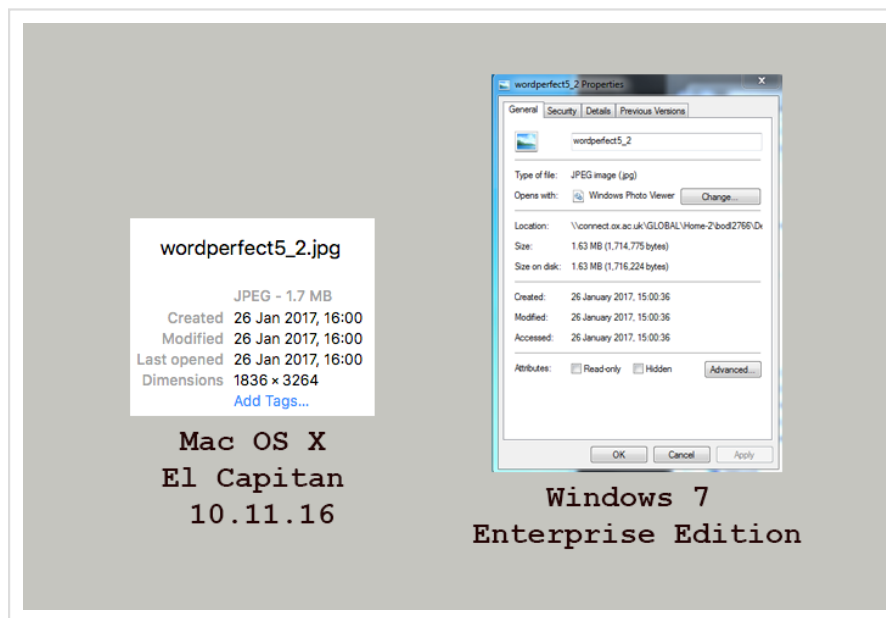 wordperfect5_2.jpg
JPEG - 1.7 MB
Created 26 Jan 2017, 16:00
Modified 26 Jan 2017, 16:00
Last opened 26 Jan 2017, 16:00
Dimensions 1836 × 3264
Add Tags...
Mac OS X
El Capitan
10.11.16
wordperfect5_2 Properties
x
General Security Details Previous Versions
wordperfect5_2
Type of file: JPEG image (.jpg)
Opens with: Windows Photo Viewer Change...
Location: \\connect.ox.ac.uk\GLOBAL\Home-2\bodl2766\De
Size: 1.63 MB (1,714,775 bytes)
Size on disk: 1.63 MB (1,716,224 bytes)
Created: 26 January 2017, 15:00:36
Modified: 26 January 2017, 15:00:36
Accessed: 26 January 2017, 15:00:36
Attributes: Read-only Hidden Advanced...
OK Cancel Apply
Windows 7
Enterprise Edition